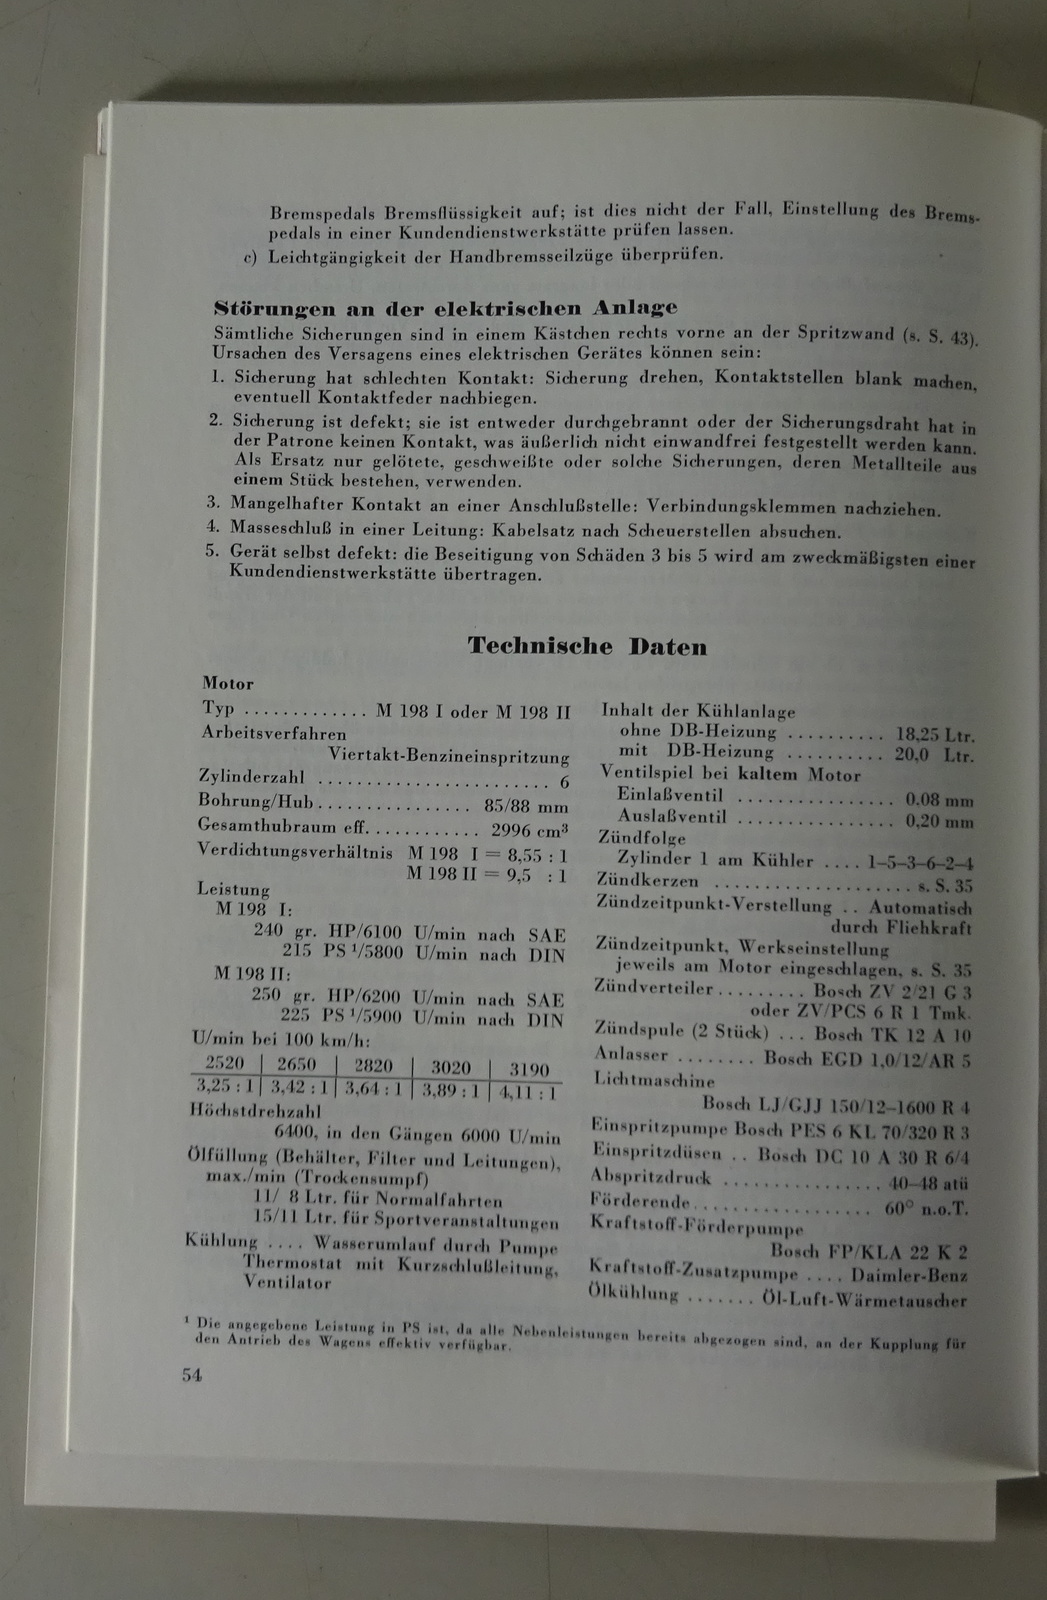 Bremspedals Bremsflüssigkeit auf; ist dies nicht der Fall, Einstellung des Brems-
pedals in einer Kundendienstwerkstätte prüfen lassen.
c) Leichtgängigkeit der Handbremsseilzüge überprüfen.
Störungen an der elektrischen Anlage
Sämtliche Sicherungen sind in einem Kästchen rechts vorne an der Spritzwand (s. S. 43).
Ursachen des Versagens eines elektrischen Gerätes können sein:
1. Sicherung hat schlechten Kontakt: Sicherung drehen, Kontaktstellen blank machen,
eventuell Kontaktfeder nachbiegen.
2. Sicherung ist defekt; sie ist entweder durchgebrannt oder der Sicherungsdraht hat in
der Patrone keinen Kontakt, was äußerlich nicht einwandfrei festgestellt werden kann.
Als Ersatz nur gelötete, geschweißte oder solche Sicherungen, deren Metallteile aus
einem Stück bestehen, verwenden.
3. Mangelhafter Kontakt an einer Anschlußstelle: Verbindungsklemmen nachziehen.
4. Masseschluß in einer Leitung: Kabelsatz nach Scheuerstellen absuchen.
5. Gerät selbst defekt: die Beseitigung von Schäden 3 bis 5 wird am zweckmäßigsten einer
Kundendienstwerkstätte übertragen.
Technische Daten
Motor
Typ ............. M 198 I oder M 198 II
Arbeitsverfahren
Viertakt-Benzineinspritzung
Zylinderzahl ........................ 6
Bohrung/Hub ................ 85/88 mm
Gesamthubraum eff. ............ 2996 cm³
Verdichtungsverhältnis M 198 I = 8,55 : 1
M 198 II = 9,5 : 1
Leistung
M 198 I:
240 gr. HP/6100 U/min nach SAE
215 PS ¹/5800 U/min nach DIN
M 198 II:
250 gr. HP/6200 U/min nach SAE
225 PS ¹/5900 U/min nach DIN
U/min bei 100 km/h:
2520 | 2650 | 2820 | 3020 | 3190
3,25 : 1 | 3,42 : 1 | 3,64 : 1 | 3,89 : 1 | 4,11 : 1
Höchstdrehzahl
6400, in den Gängen 6000 U/min
Ölfüllung (Behälter, Filter und Leitungen),
max./min (Trockensumpf)
11/ 8 Ltr. für Normalfahrten
15/11 Ltr. für Sportveranstaltungen
Kühlung .... Wasserumlauf durch Pumpe
Thermostat mit Kurzschlußleitung,
Ventilator
Inhalt der Kühlanlage
ohne DB-Heizung .......... 18,25 Ltr.
mit DB-Heizung .......... 20,0 Ltr.
Ventilspiel bei kaltem Motor
Einlaßventil ................ 0.08 mm
Auslaßventil ................ 0,20 mm
Zündfolge
Zylinder 1 am Kühler .... 1–5–3–6–2–4
Zündkerzen .................... s. S. 35
Zündzeitpunkt-Verstellung .. Automatisch
durch Fliehkraft
Zündzeitpunkt, Werkseinstellung
jeweils am Motor eingeschlagen, s. S. 35
Zündverteiler ......... Bosch ZV 2/21 G 3
oder ZV/PCS 6 R 1 Tmk.
Zündspule (2 Stück) ... Bosch TK 12 A 10
Anlasser ........ Bosch EGD 1,0/12/AR 5
Lichtmaschine
Bosch LJ/GJJ 150/12–1600 R 4
Einspritzpumpe Bosch PES 6 KL 70/320 R 3
Einspritzdüsen .. Bosch DC 10 A 30 R 6/4
Abspritzdruck ................ 40–48 atü
Förderende .................. 60° n.o.T.
Kraftstoff-Förderpumpe
Bosch FP/KLA 22 K 2
Kraftstoff-Zusatzpumpe .... Daimler-Benz
Ölkühlung ....... Öl-Luft-Wärmetauscher
¹ Die angegebene Leistung in PS ist, da alle Nebenleistungen bereits abgezogen sind, an der Kupplung für
den Antrieb des Wagens effektiv verfügbar.
54